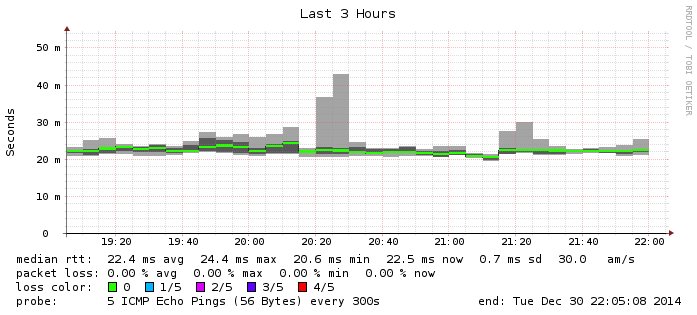 Last 3 Hours
RRDTOOL / TOBI OETIKER
Seconds
50 m
40 m
30 m
20 m
10 m
0
19:20 19:40 20:00 20:20 20:40 21:00 21:20 21:40 22:00
median rtt: 22.4 ms avg 24.4 ms max 20.6 ms min 22.5 ms now 0.7 ms sd 30.0 am/s
packet loss: 0.00 % avg 0.00 % max 0.00 % min 0.00 % now
loss color: 0 1/5 2/5 3/5 4/5
probe: 5 ICMP Echo Pings (56 Bytes) every 300s end: Tue Dec 30 22:05:08 2014